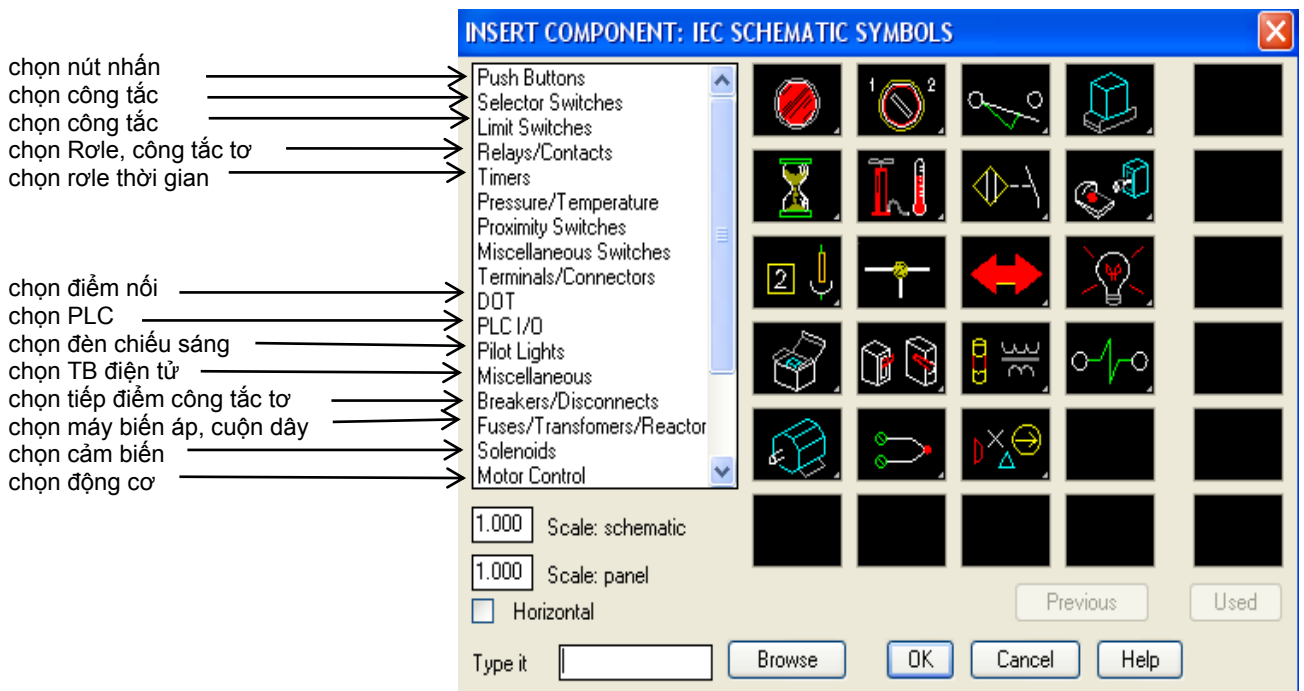 INSERT COMPONENT: IEC SCHEMATIC SYMBOLS
chọn nút nhấn
chọn công tắc
chọn công tắc
chọn Rơle, công tắc tơ
chọn rơle thời gian
chọn điểm nối
chọn PLC
chọn đèn chiếu sáng
chọn TB điện tử
chọn tiếp điểm công tắc tơ
chọn máy biến áp, cuộn dây
chọn cảm biến
chọn động cơ
Push Buttons
Selector Switches
Limit Switches
Relays/Contacts
Timers
Pressure/Temperature
Proximity Switches
Miscellaneous Switches
Terminals/Connectors
DOT
PLC I/O
Pilot Lights
Miscellaneous
Breakers/Disconnects
Fuses/Transfomers/Reactor
Solenoids
Motor Control
1 2
2
1.000 Scale: schematic
1.000 Scale: panel
Horizontal
Previous Used
Type it Browse OK Cancel Help